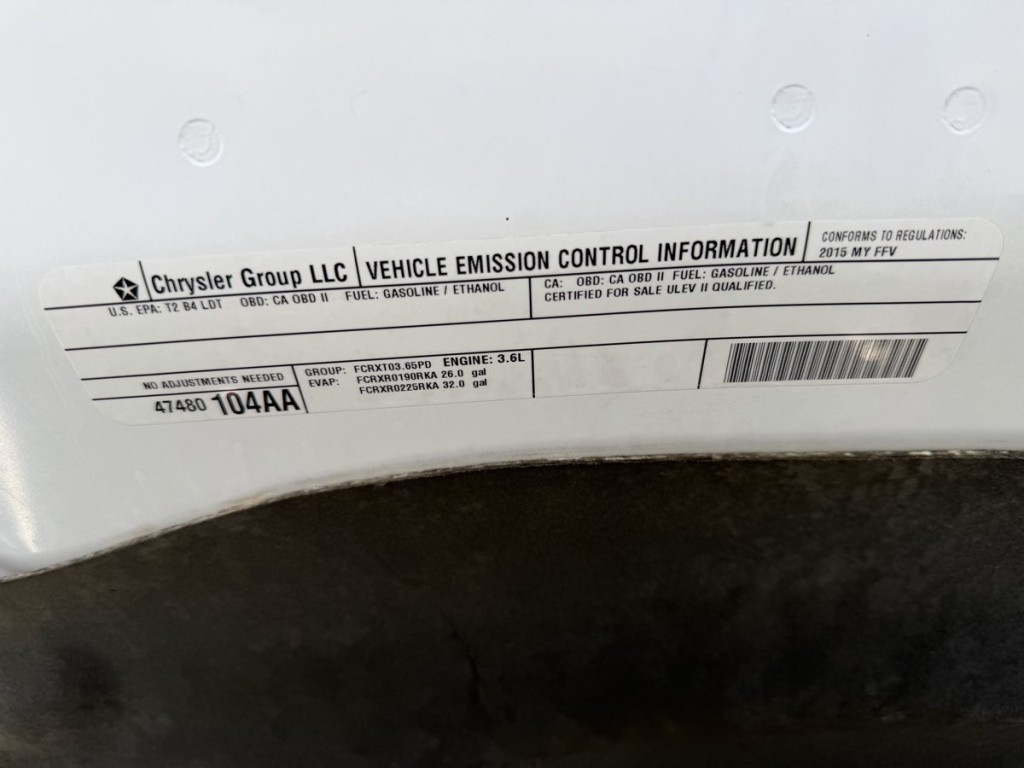 Chrysler Group LLC
VEHICLE EMISSION CONTROL INFORMATION
CONFORMS TO REGULATIONS:
2015 MY FFV
U.S. EPA: T2 B4 LDT OBD: CA OBD II FUEL: GASOLINE / ETHANOL
CA: OBD: CA OBD II FUEL: GASOLINE / ETHANOL
CERTIFIED FOR SALE ULEV II QUALIFIED.
NO ADJUSTMENTS NEEDED
47480 104AA
GROUP: FCRXT03.65PD ENGINE: 3.6L
EVAP: FCRXR0190RKA 26.0 gal
FCRXR0225RKA 32.0 gal